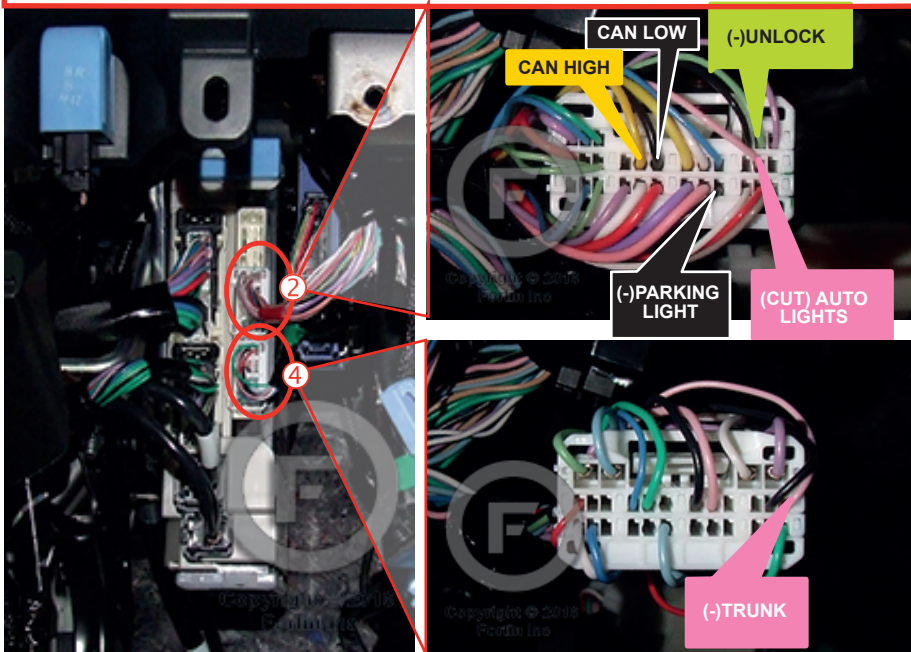 CAN LOW
(-)UNLOCK
CAN HIGH
2
Copyright © 2018
Fortin Inc
(-)PARKING
LIGHT
(CUT) AUTO
LIGHTS
4
F
F
F
(-)TRUNK
Copyright © 2018
Fortin Inc
Copyright © 2018
Fortin Inc